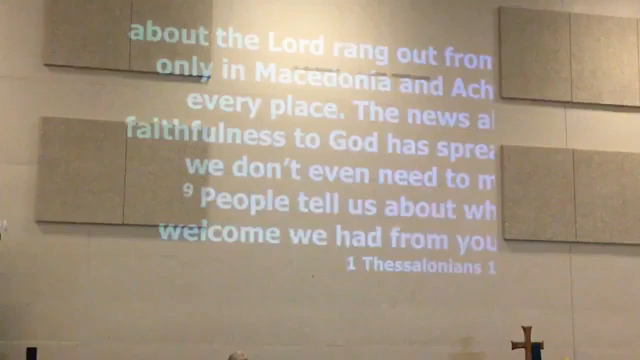 about the Lord rang out from
only in Macedonia and Ach
every place. The news a
faithfulness to God has sprea
we don't even need to m
9 People tell us about wh
welcome we had from you
1 Thessalonians 1